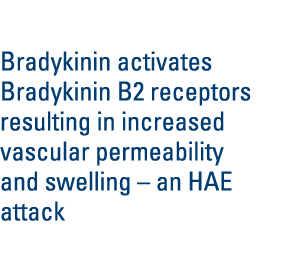 Bradykinin activates
Bradykinin B2 receptors
resulting in increased
vascular permeability
and swelling – an HAE
attack